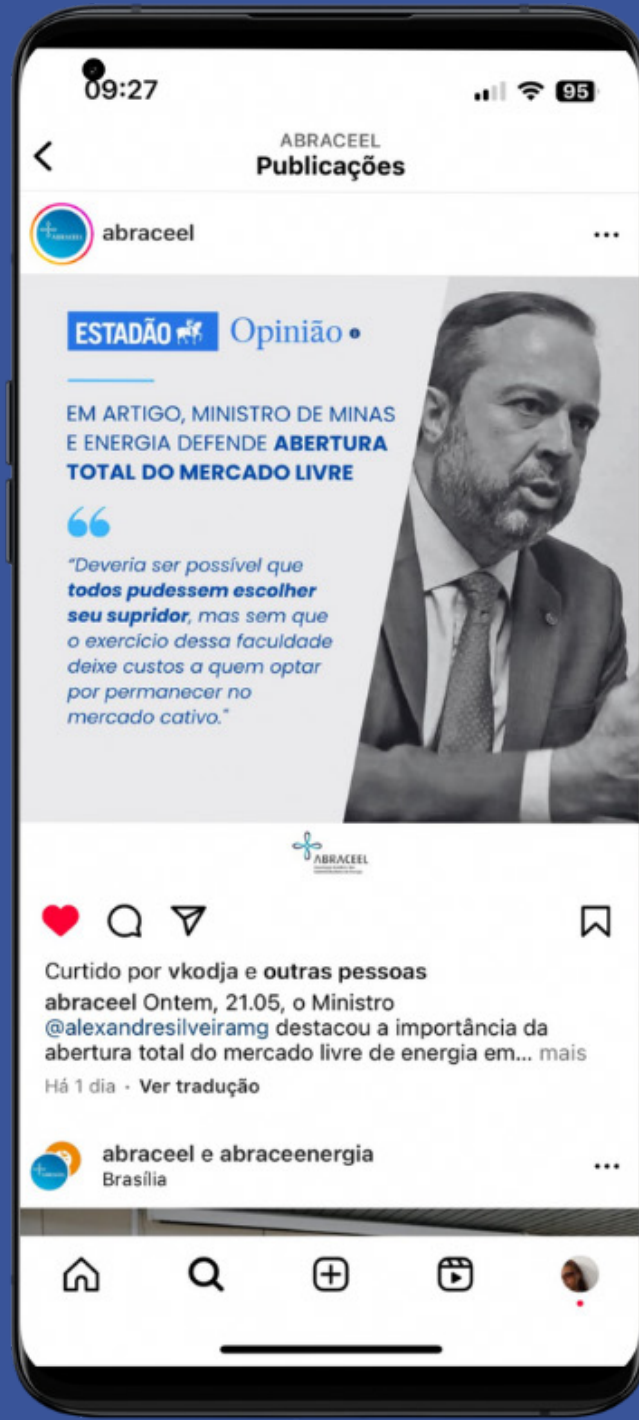 09:27
95
ABRACEEL
Publicações
abraceel
ESTADÃO Opinião
EM ARTIGO, MINISTRO DE MINAS
E ENERGIA DEFENDE ABERTURA
TOTAL DO MERCADO LIVRE
“Deveria ser possível que
todos pudessem escolher
seu supridor, mas sem que
o exercício dessa faculdade
deixe custos a quem optar
por permanecer no
mercado cativo."
ABRACEEL
Curtido por vkodja e outras pessoas
abraceel Ontem, 21.05, o Ministro
@alexandresilveiramg destacou a importância da
abertura total do mercado livre de energia em... mais
Há 1 dia · Ver tradução
abraceel e abraceenergia
Brasília